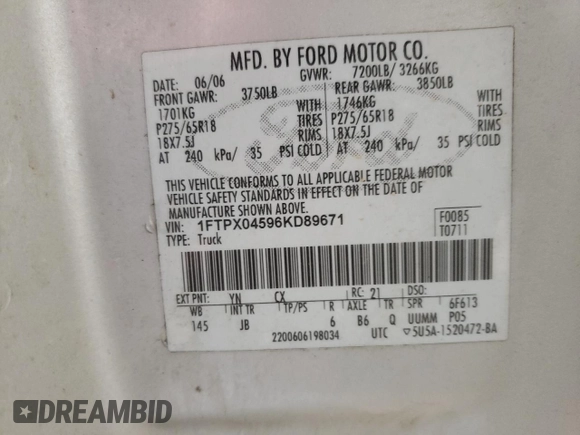 MFD. BY FORD MOTOR CO.
DATE: 06/06 GVWR: 7200LB/ 3266KG
FRONT GAWR: 3750LB REAR GAWR: 3850LB
1701KG WITH 1746KG WITH
P275/65R18 TIRES P275/65R18 TIRES
18X7.5J RIMS 18X7.5J RIMS
AT 240 kPa/ 35 PSI COLD AT 240 kPa/ 35 PSI COLD
Ford
THIS VEHICLE CONFORMS TO ALL APPLICABLE FEDERAL MOTOR
VEHICLE SAFETY STANDARDS IN EFFECT ON THE DATE OF
MANUFACTURE SHOWN ABOVE.
VIN: 1FTPX04596KD89671 F0085
TYPE: Truck T0711
EXT PNT: YN CX RC: 21 DSO:
WB INT TR TP/PS R AXLE TR SPR 6F613
145 JB 6 B6 Q UUMM P05
2200606198034 UTC 5U5A-1520472-BA
DREAMBID